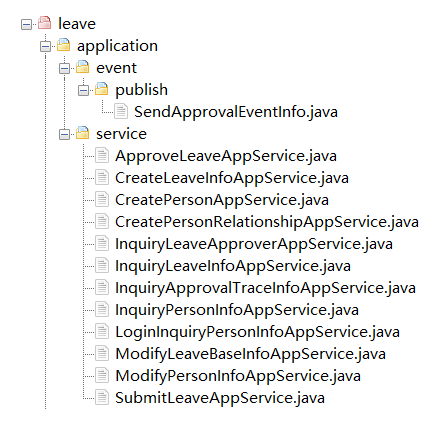 leave
application
event
publish
SendApprovalEventInfo.java
service
ApproveLeaveAppService.java
CreateLeaveInfoAppService.java
CreatePersonAppService.java
CreatePersonRelationshipAppService.java
InquiryLeaveApproverAppService.java
InquiryLeaveInfoAppService.java
InquiryApprovalTraceInfoAppService.java
InquiryPersonInfoAppService.java
LoginInquiryPersonInfoAppService.java
ModifyLeaveBaseInfoAppService.java
ModifyPersonInfoAppService.java
SubmitLeaveAppService.java